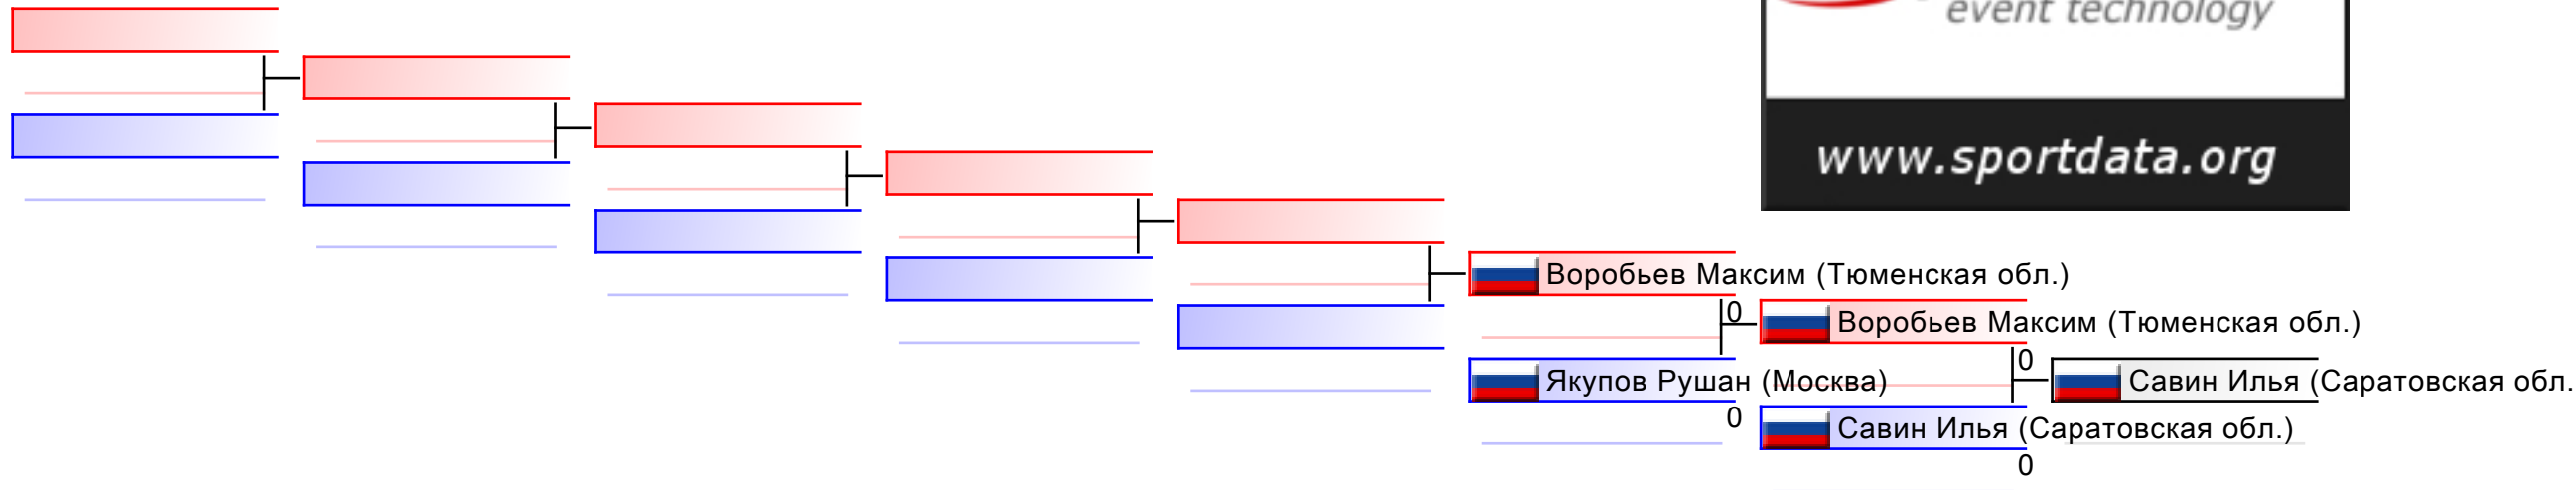 event technology
www.sportdata.org
Воробьев Максим (Тюменская обл.)
0
Воробьев Максим (Тюменская обл.)
0
Якупов Рушан (Москва)
Савин Илья (Саратовская обл.
0
Савин Илья (Саратовская обл.)
0